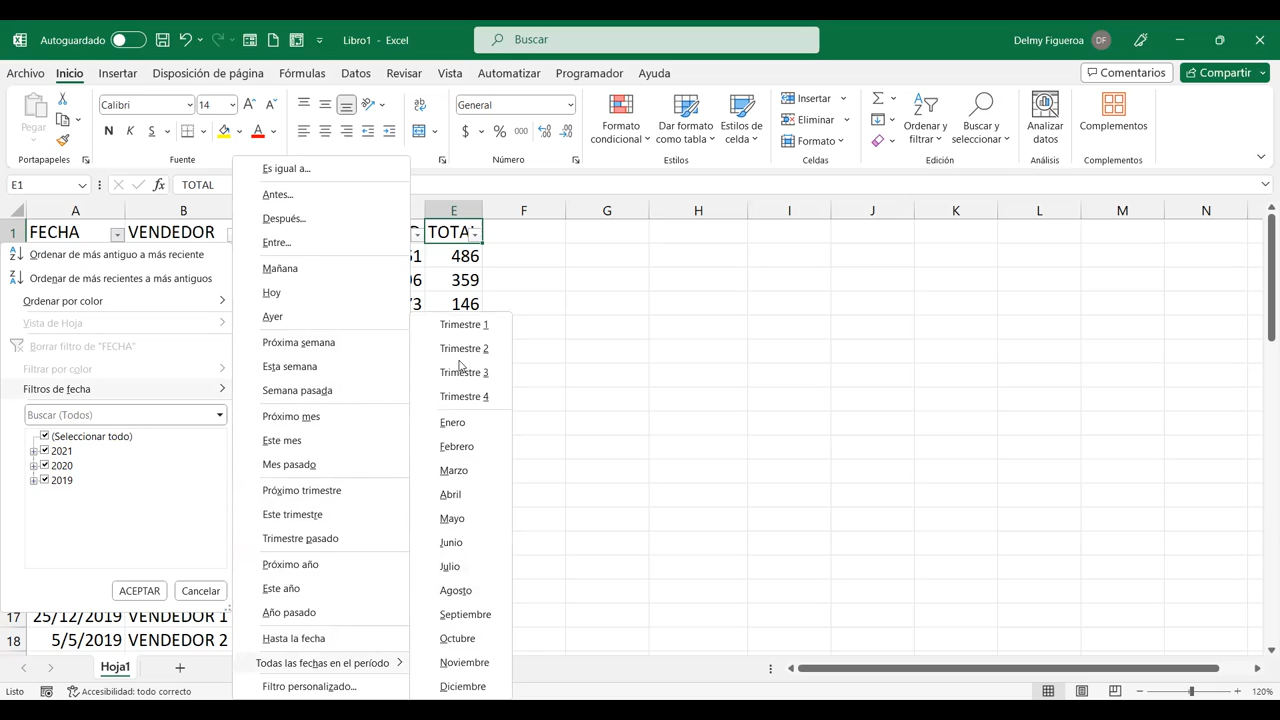 Autoguardado
Libro1 - Excel
Buscar
Delmy Figueroa DF
Archivo Inicio Insertar Disposición de página Fórmulas Datos Revisar Vista Automatizar Programador Ayuda
Comentarios
Compartir
Pegar
Calibri 14
N K S
General
$ % 000
Formato condicional
Dar formato como tabla
Estilos de celda
Insertar
Eliminar
Formato
Ordenar y filtrar
Buscar y seleccionar
Analizar datos
Complementos
Portapapeles Fuente Número Estilos Celdas Edición Análisis Complementos
E1 fx TOTAL
A B E F G H I J K L M N
1 FECHA VENDEDOR TOTAL
486
359
146
Ordenar de más antiguo a más reciente
Ordenar de más recientes a más antiguos
Ordenar por color
Vista de Hoja
Borrar filtro de "FECHA"
Filtrar por color
Filtros de fecha
Buscar (Todos)
(Seleccionar todo)
2021
2020
2019
ACEPTAR Cancelar
Es igual a...
Antes...
Después...
Entre...
Mañana
Hoy
Ayer
Próxima semana
Esta semana
Semana pasada
Próximo mes
Este mes
Mes pasado
Próximo trimestre
Este trimestre
Trimestre pasado
Próximo año
Este año
Año pasado
Hasta la fecha
Todas las fechas en el período
Filtro personalizado...
Trimestre 1
Trimestre 2
Trimestre 3
Trimestre 4
Enero
Febrero
Marzo
Abril
Mayo
Junio
Julio
Agosto
Septiembre
Octubre
Noviembre
Diciembre
17 25/12/2019 VENDEDOR 1
18 5/5/2019 VENDEDOR 2
Hoja1
Listo
Accesibilidad: todo correcto
120%